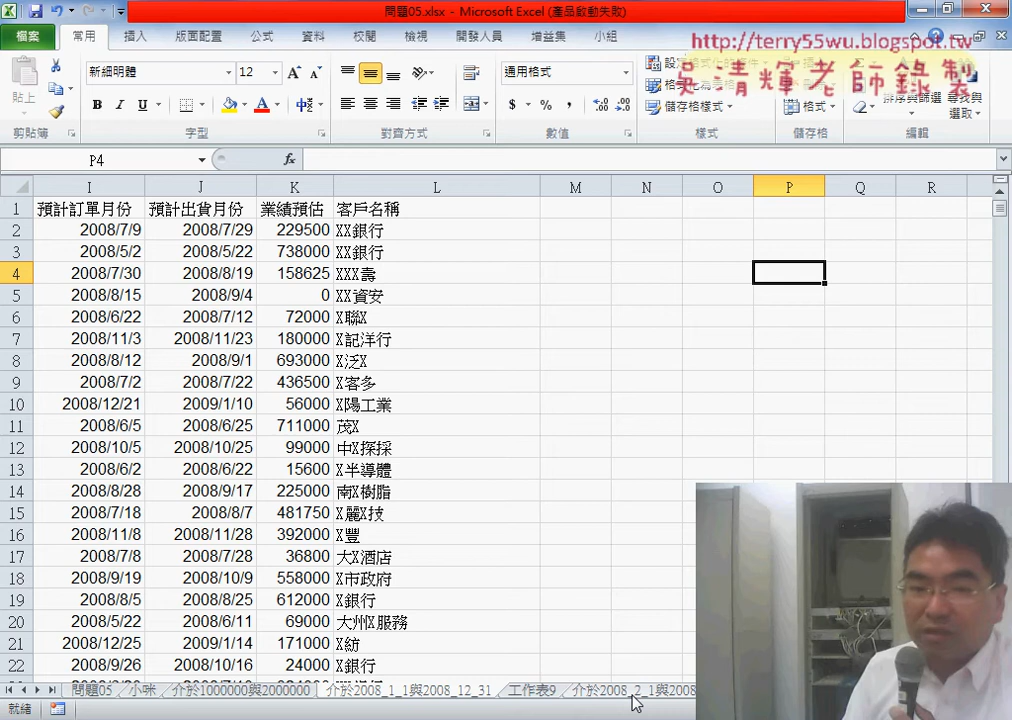 問題05.xlsx - Microsoft Excel (產品啟動失敗)
檔案 常用 插入 版面配置 公式 資料 校閱 檢視 開發人員 增益集 小組
http://terry55wu.blogspot.tw
吳清輝老師錄製
貼上 新細明體 12 通用格式
格式
儲存格樣式 排序與篩選 尋找與
選取
剪貼簿 字型 對齊方式 數值 樣式 儲存格 編輯
P4 fx
I J K L M N O P Q R
1 預計訂單月份 預計出貨月份 業績預估 客戶名稱
2 2008/7/9 2008/7/29 229500 XX銀行
3 2008/5/2 2008/5/22 738000 XX銀行
4 2008/7/30 2008/8/19 158625 XXX壽
5 2008/8/15 2008/9/4 0 XX資安
6 2008/6/22 2008/7/12 72000 X聯X
7 2008/11/3 2008/11/23 180000 X記洋行
8 2008/8/12 2008/9/1 693000 X泛X
9 2008/7/2 2008/7/22 436500 X客多
10 2008/12/21 2009/1/10 56000 X陽工業
11 2008/6/5 2008/6/25 711000 茂X
12 2008/10/5 2008/10/25 99000 中X探採
13 2008/6/2 2008/6/22 15600 X半導體
14 2008/8/28 2008/9/17 225000 南X樹脂
15 2008/7/18 2008/8/7 481750 X麗X技
16 2008/11/8 2008/11/28 392000 X豐
17 2008/7/8 2008/7/28 36800 大X酒店
18 2008/9/19 2008/10/9 558000 X市政府
19 2008/8/5 2008/8/25 612000 X銀行
20 2008/5/22 2008/6/11 69000 大州X服務
21 2008/12/25 2009/1/14 171000 X紡
22 2008/9/26 2008/10/16 24000 X銀行
問題05 小咪 介於1000000與2000000 介於2008_1_1與2008_12_31 工作表9 介於2008_2_1與2008
就緒